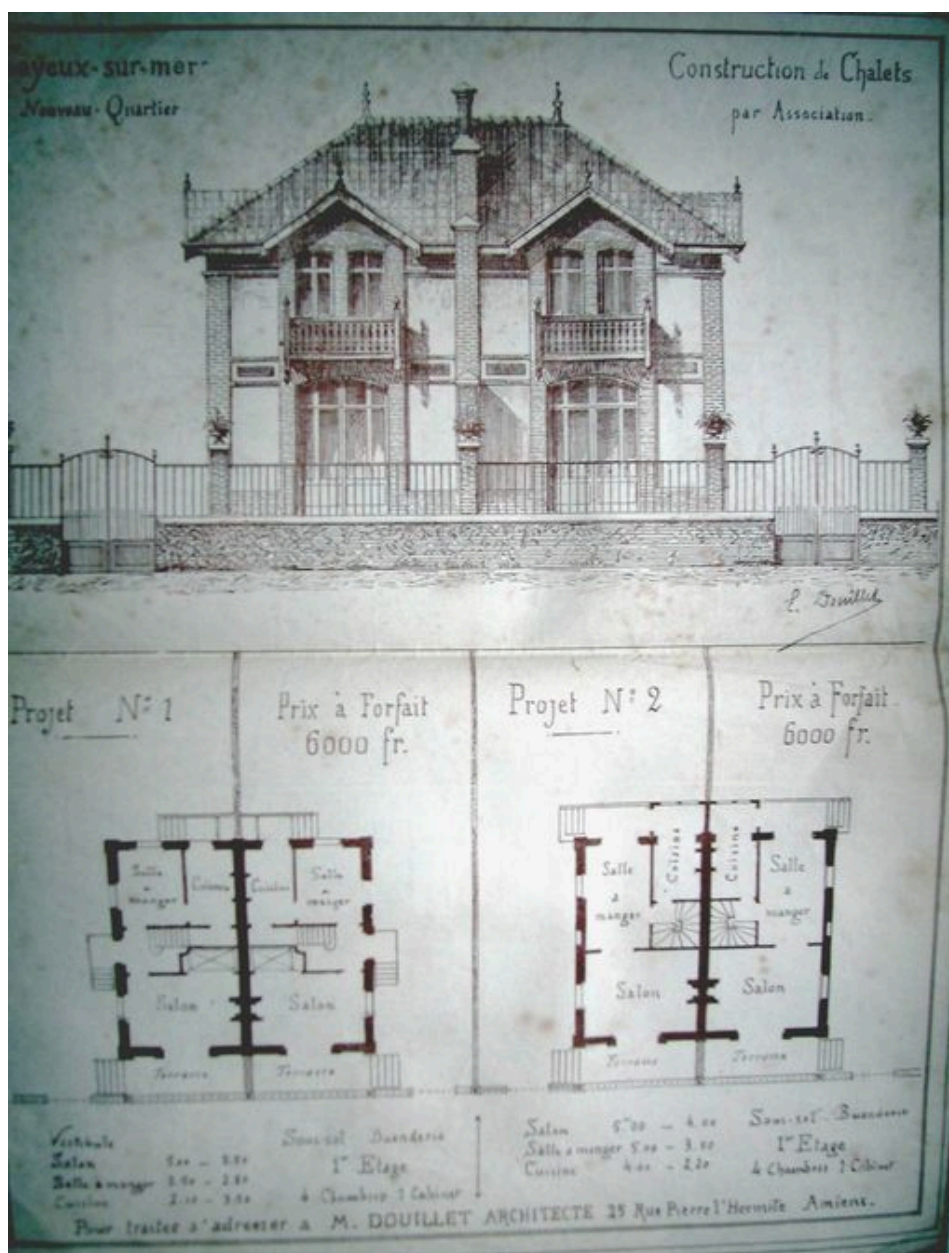 ayeux-sur-mer
Nouveau-Quartier
Construction de Chalets
par Association.
E. Douillet
Projet Nº 1
Prix à Forfait
6000 fr.
Projet Nº 2
Prix à Forfait
6000 fr.
Salle
à
manger
Cuisine
Cuisine
Salle
à
manger
Salon
Salon
Terrasse
Terrasse
Salle
à
manger
Cuisine
Cuisine
Salle
à
manger
Salon
Salon
Terrasse
Terrasse
Vestibule
Salon
Salle à manger
Cuisine
Sous-sol Buanderie
1er Etage
4 Chambres 1 Cabinet
Salon 5m00 - 4.00
Salle à manger 5.00 - 3.00
Cuisine 4.00 - 2.20
Sous-sol Buanderie
1er Etage
4 Chambres 1 Cabinet
Pour traiter s'adresser a M. DOUILLET ARCHITECTE 25 Rue Pierre l'Hermite Amiens.